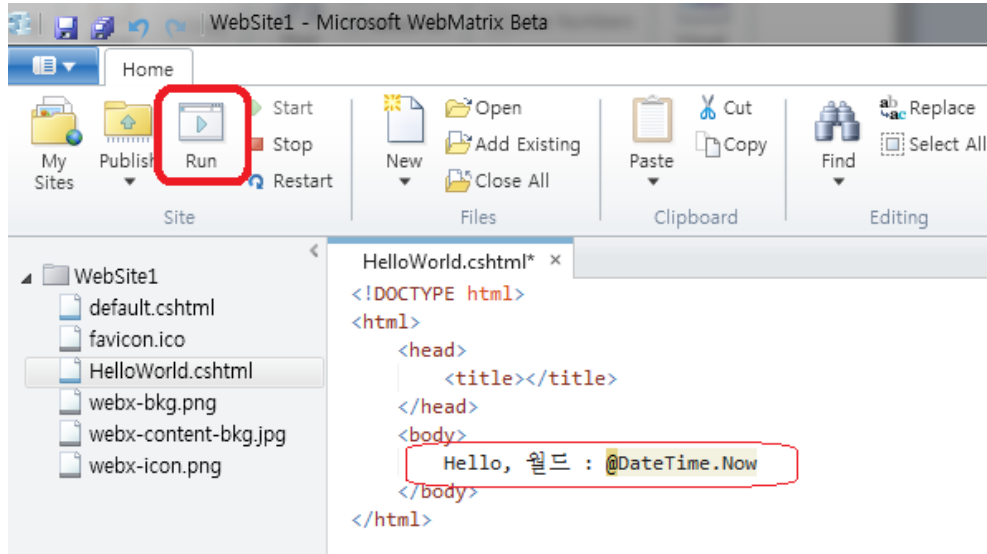 WebSite1 - Microsoft WebMatrix Beta
Home
My Sites
Publish
Run
Start
Stop
Restart
Site
New
Open
Add Existing
Close All
Files
Paste
Cut
Copy
Clipboard
Find
Replace
Select All
Editing
WebSite1
default.cshtml
favicon.ico
HelloWorld.cshtml
webx-bkg.png
webx-content-bkg.jpg
webx-icon.png
HelloWorld.cshtml*
<!DOCTYPE html>
<html>
<head>
<title></title>
</head>
<body>
Hello, 월드 : @DateTime.Now
</body>
</html>